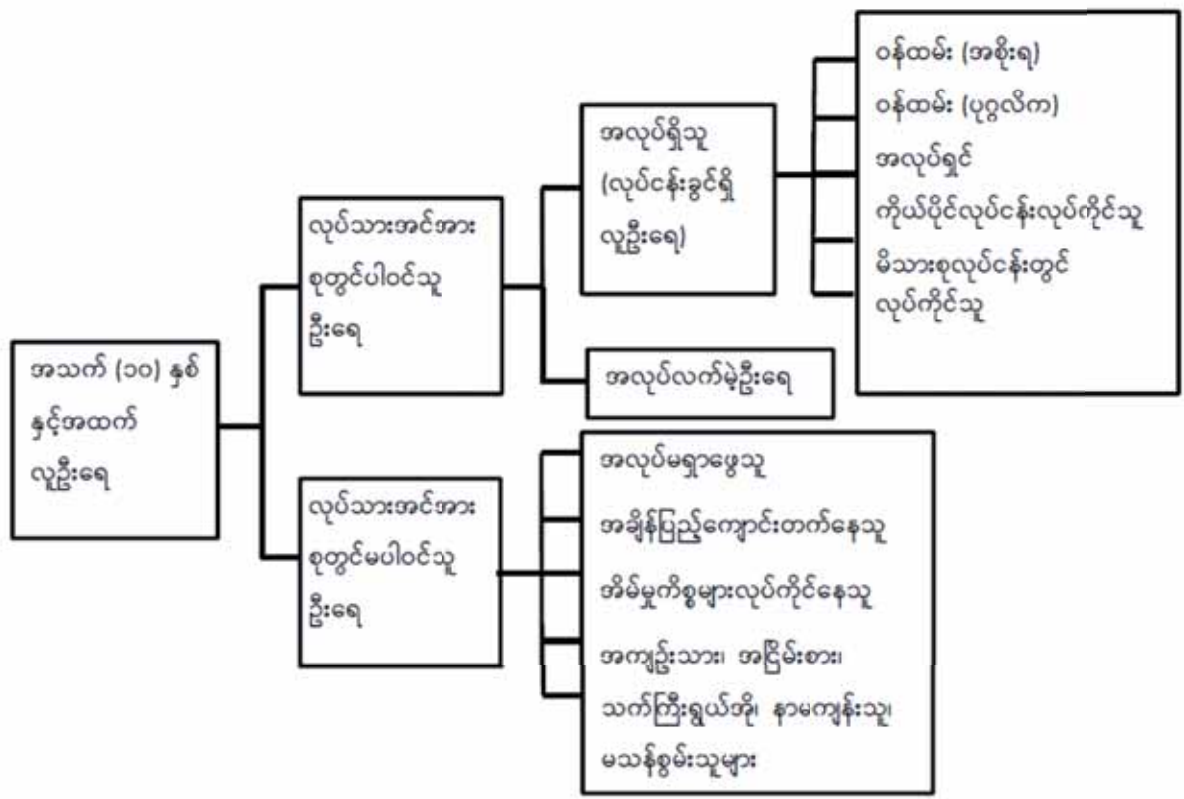 အသက် (၁၀) နှစ်
နှင့်အထက်
လူဦးရေ
လုပ်သားအင်အား
စုတွင်ပါဝင်သူ
ဦးရေ
အလုပ်ရှိသူ
(လုပ်ငန်းခွင်ရှိ
လူဦးရေ)
ဝန်ထမ်း (အစိုးရ)
ဝန်ထမ်း (ပုဂ္ဂလိက)
အလုပ်ရှင်
ကိုယ်ပိုင်လုပ်ငန်းလုပ်ကိုင်သူ
မိသားစုလုပ်ငန်းတွင်
လုပ်ကိုင်သူ
အလုပ်လက်မဲ့ဦးရေ
လုပ်သားအင်အား
စုတွင်မပါဝင်သူ
ဦးရေ
အလုပ်မရှာဖွေသူ
အချိန်ပြည့်ကျောင်းတက်နေသူ
အိမ်မှုကိစ္စများလုပ်ကိုင်နေသူ
အကျဉ်းသား၊ အငြိမ်းစား၊
သက်ကြီးရွယ်အို၊ နာမကျန်းသူ၊
မသန်စွမ်းသူများ